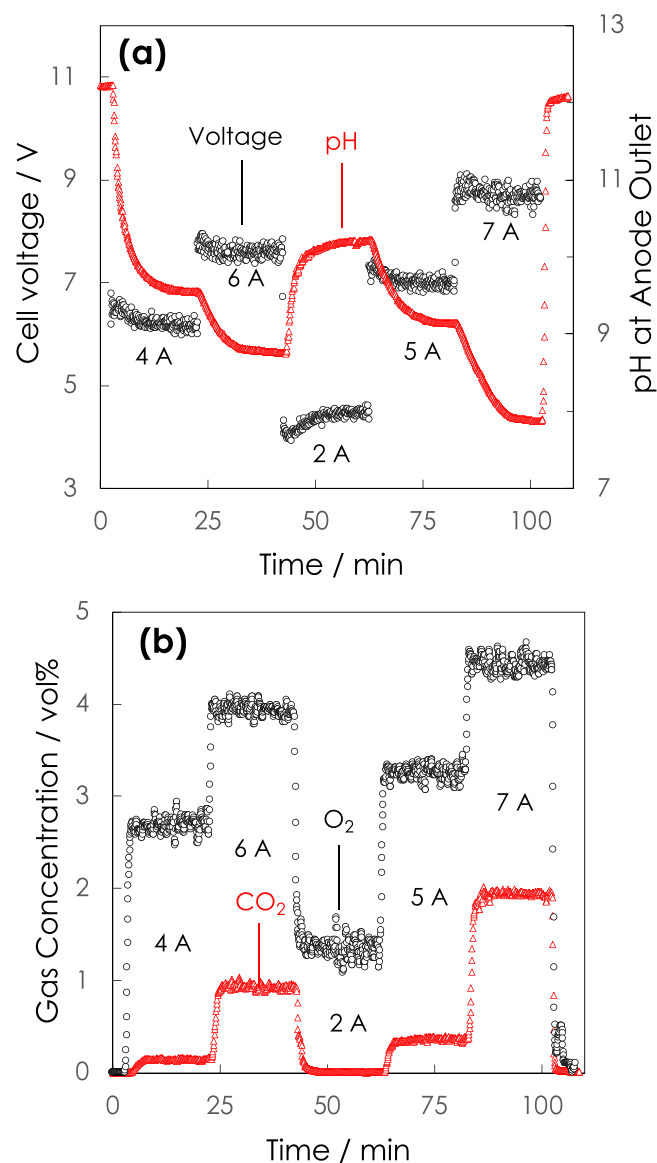 (a)
13
11
9
7
5
3
Cell voltage / V
Voltage
pH
4 A
6 A
2 A
5 A
7 A
13
11
9
7
pH at Anode Outlet
0
25
50
75
100
Time / min
(b)
5
4
3
2
1
0
Gas Concentration / vol%
4 A
6 A
CO₂
O₂
2 A
5 A
7 A
0
25
50
75
100
Time / min